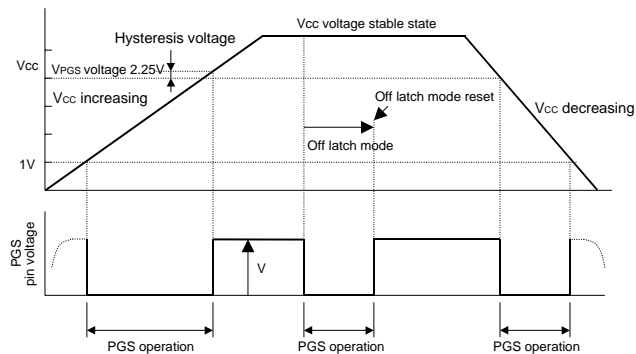 Vcc voltage stable state
Hysteresis voltage
Vcc
VPGS voltage 2.25V
Vcc increasing
Off latch mode reset
Vcc decreasing
Off latch mode
1V
PGS
pin voltage
V
PGS operation
PGS operation
PGS operation